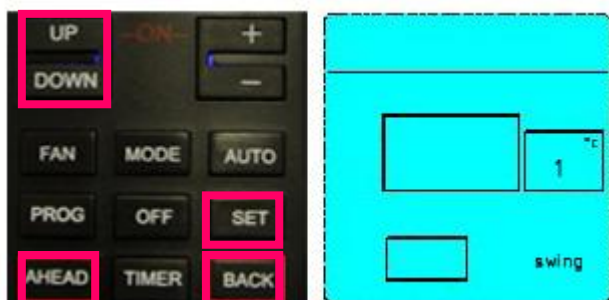 UP -ON- +
DOWN -
FAN MODE AUTO
PROG OFF SET
AHEAD TIMER BACK
°c
1
swing